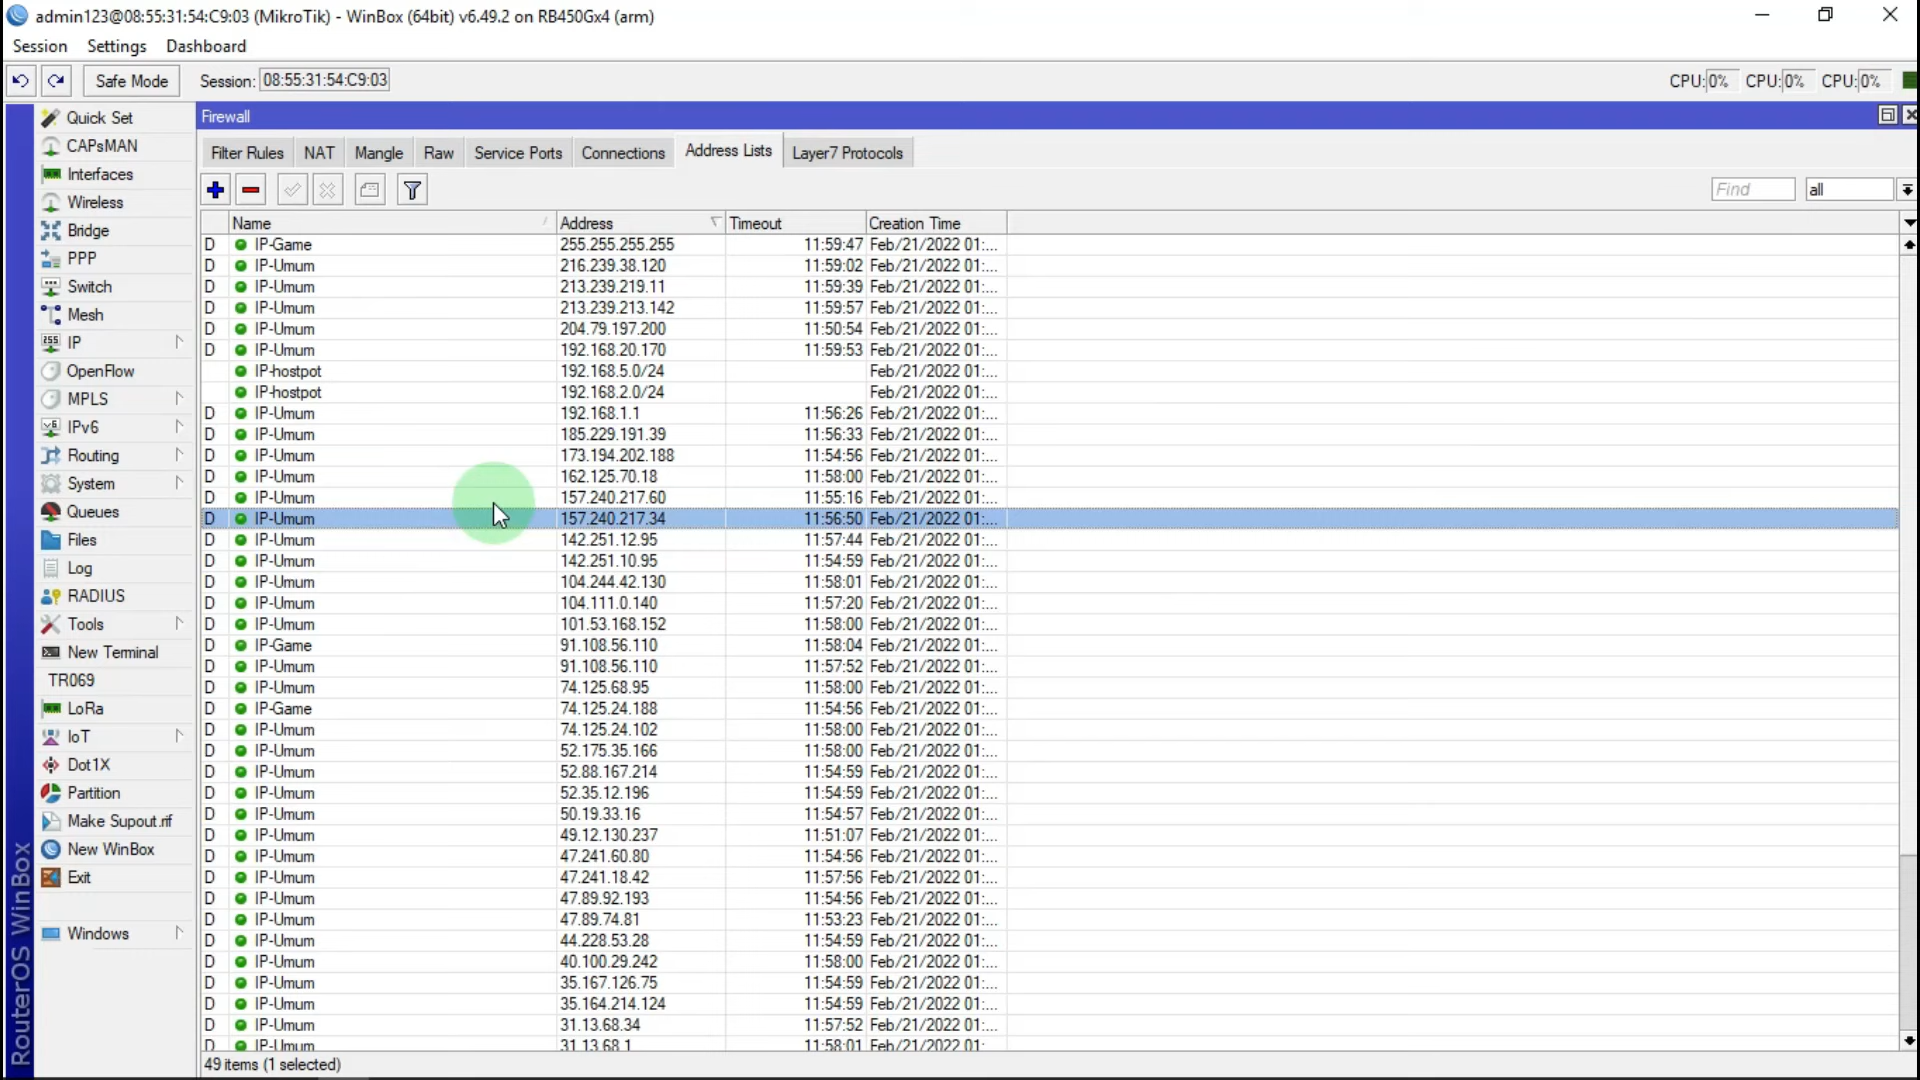 admin123@08:55:31:54:C9:03 (MikroTik) - WinBox (64bit) v6.49.2 on RB450Gx4 (arm)
Session Settings Dashboard
Safe Mode Session: 08:55:31:54:C9:03 CPU: 0% CPU: 0% CPU: 0%
Quick Set
CAPsMAN
Interfaces
Wireless
Bridge
PPP
Switch
Mesh
IP
OpenFlow
MPLS
IPv6
Routing
System
Queues
Files
Log
RADIUS
Tools
New Terminal
TR069
LoRa
IoT
Dot1X
Partition
Make Supout.rif
New WinBox
Exit
Windows
RouterOS WinBox
Firewall
Filter Rules NAT Mangle Raw Service Ports Connections Address Lists Layer7 Protocols
Find all
Name Address Timeout Creation Time
D IP-Game 255.255.255.255 11:59:47 Feb/21/2022 01:...
D IP-Umum 216.239.38.120 11:59:02 Feb/21/2022 01:...
D IP-Umum 213.239.219.11 11:59:39 Feb/21/2022 01:...
D IP-Umum 213.239.213.142 11:59:57 Feb/21/2022 01:...
D IP-Umum 204.79.197.200 11:50:54 Feb/21/2022 01:...
D IP-Umum 192.168.20.170 11:59:53 Feb/21/2022 01:...
IP-hostpot 192.168.5.0/24 Feb/21/2022 01:...
IP-hostpot 192.168.2.0/24 Feb/21/2022 01:...
D IP-Umum 192.168.1.1 11:56:26 Feb/21/2022 01:...
D IP-Umum 185.229.191.39 11:56:33 Feb/21/2022 01:...
D IP-Umum 173.194.202.188 11:54:56 Feb/21/2022 01:...
D IP-Umum 162.125.70.18 11:58:00 Feb/21/2022 01:...
D IP-Umum 157.240.217.60 11:55:16 Feb/21/2022 01:...
D IP-Umum 157.240.217.34 11:56:50 Feb/21/2022 01:...
D IP-Umum 142.251.12.95 11:57:44 Feb/21/2022 01:...
D IP-Umum 142.251.10.95 11:54:59 Feb/21/2022 01:...
D IP-Umum 104.244.42.130 11:58:01 Feb/21/2022 01:...
D IP-Umum 104.111.0.140 11:57:20 Feb/21/2022 01:...
D IP-Umum 101.53.168.152 11:58:00 Feb/21/2022 01:...
D IP-Game 91.108.56.110 11:58:04 Feb/21/2022 01:...
D IP-Umum 91.108.56.110 11:57:52 Feb/21/2022 01:...
D IP-Umum 74.125.68.95 11:58:00 Feb/21/2022 01:...
D IP-Game 74.125.24.188 11:54:56 Feb/21/2022 01:...
D IP-Umum 74.125.24.102 11:58:00 Feb/21/2022 01:...
D IP-Umum 52.175.35.166 11:58:00 Feb/21/2022 01:...
D IP-Umum 52.88.167.214 11:54:59 Feb/21/2022 01:...
D IP-Umum 52.35.12.196 11:54:59 Feb/21/2022 01:...
D IP-Umum 50.19.33.16 11:54:57 Feb/21/2022 01:...
D IP-Umum 49.12.130.237 11:51:07 Feb/21/2022 01:...
D IP-Umum 47.241.60.80 11:54:56 Feb/21/2022 01:...
D IP-Umum 47.241.18.42 11:57:56 Feb/21/2022 01:...
D IP-Umum 47.89.92.193 11:54:56 Feb/21/2022 01:...
D IP-Umum 47.89.74.81 11:53:23 Feb/21/2022 01:...
D IP-Umum 44.228.53.28 11:54:59 Feb/21/2022 01:...
D IP-Umum 40.100.29.242 11:58:00 Feb/21/2022 01:...
D IP-Umum 35.167.126.75 11:54:59 Feb/21/2022 01:...
D IP-Umum 35.164.214.124 11:54:59 Feb/21/2022 01:...
D IP-Umum 31.13.68.34 11:57:52 Feb/21/2022 01:...
D IP-Umum 31.13.68.1 11:58:01 Feb/21/2022 01:...
49 items (1 selected)